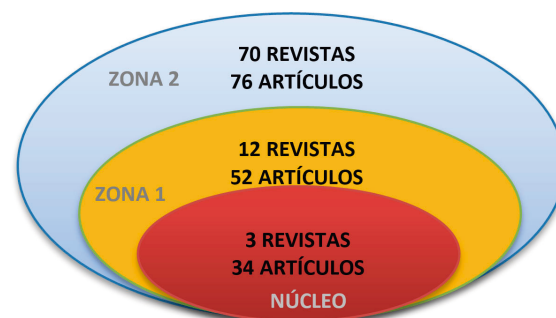 70 REVISTAS
ZONA 2
76 ARTÍCULOS
12 REVISTAS
52 ARTÍCULOS
ZONA 1
3 REVISTAS
34 ARTÍCULOS
NÚCLEO